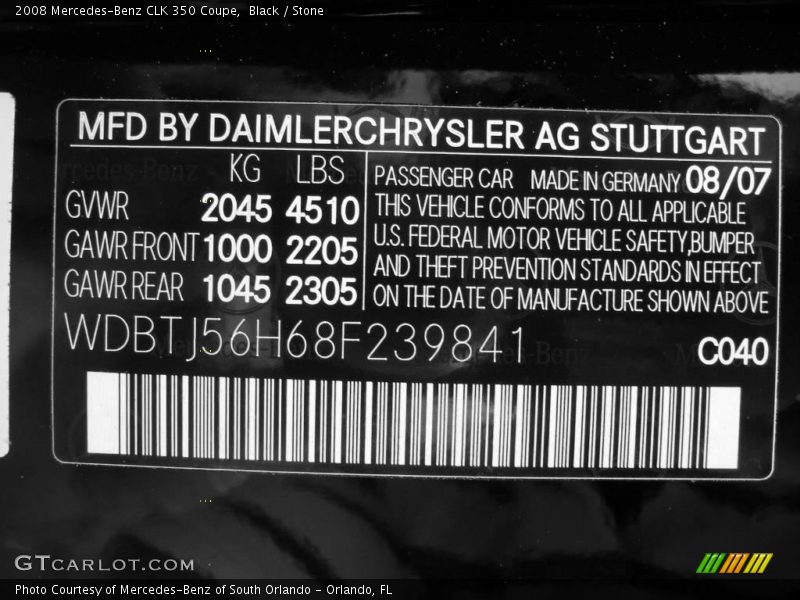 2008 Mercedes-Benz CLK 350 Coupe, Black / Stone
MFD BY DAIMLERCHRYSLER AG STUTTGART
KG LBS
GVWR 2045 4510
GAWR FRONT 1000 2205
GAWR REAR 1045 2305
PASSENGER CAR MADE IN GERMANY 08/07
THIS VEHICLE CONFORMS TO ALL APPLICABLE
U.S. FEDERAL MOTOR VEHICLE SAFETY,BUMPER
AND THEFT PREVENTION STANDARDS IN EFFECT
ON THE DATE OF MANUFACTURE SHOWN ABOVE
WDBTJ56H68F239841
C040
GTCARLOT.COM
Photo Courtesy of Mercedes-Benz of South Orlando - Orlando, FL